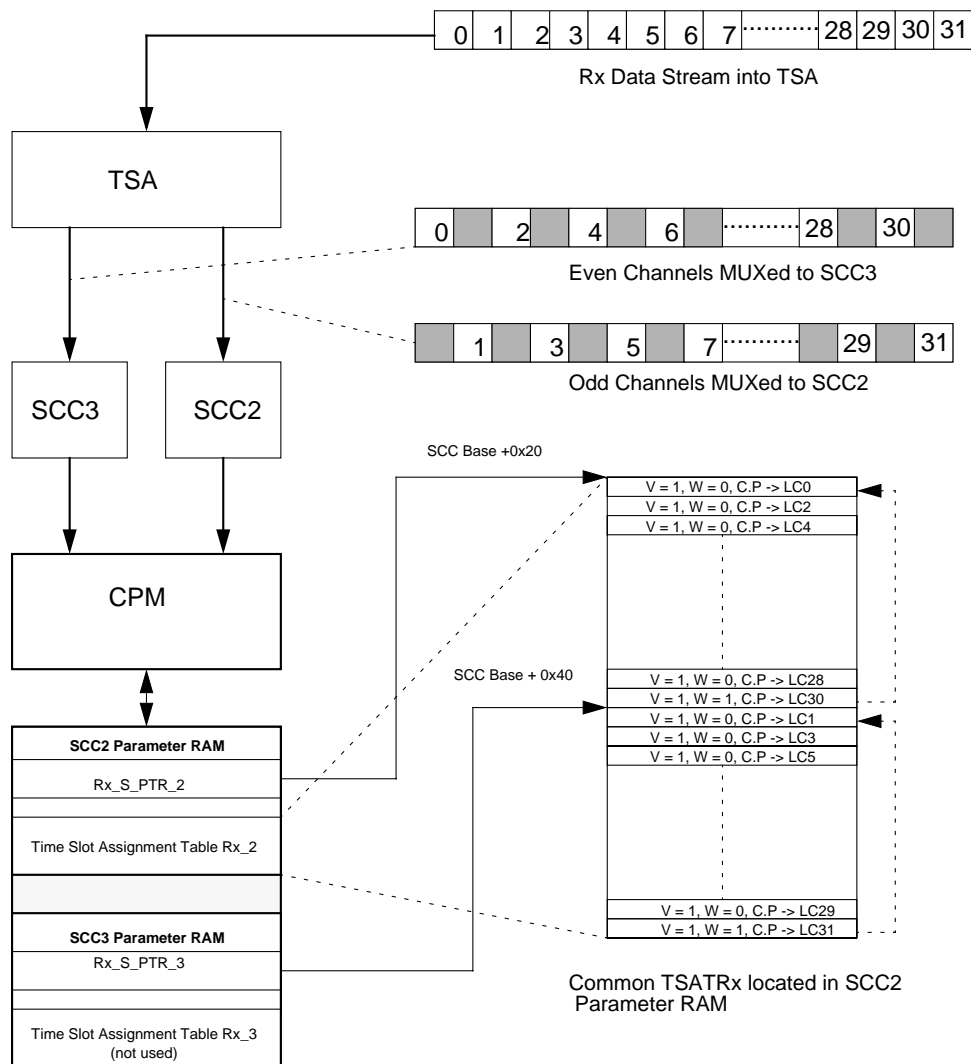 0 1 2 3 4 5 6 7 ........... 28 29 30 31
Rx Data Stream into TSA
TSA
0 2 4 6 ........... 28 30
Even Channels MUXed to SCC3
1 3 5 7 ........... 29 31
Odd Channels MUXed to SCC2
SCC3
SCC2
SCC Base +0x20
V = 1, W = 0, C.P -> LC0
V = 1, W = 0, C.P -> LC2
V = 1, W = 0, C.P -> LC4
CPM
SCC Base + 0x40
V = 1, W = 0, C.P -> LC28
V = 1, W = 1, C.P -> LC30
V = 1, W = 0, C.P -> LC1
V = 1, W = 0, C.P -> LC3
V = 1, W = 0, C.P -> LC5
SCC2 Parameter RAM
Rx_S_PTR_2
Time Slot Assignment Table Rx_2
V = 1, W = 0, C.P -> LC29
V = 1, W = 1, C.P -> LC31
SCC3 Parameter RAM
Rx_S_PTR_3
Time Slot Assignment Table Rx_3
(not used)
Common TSATRx located in SCC2
Parameter RAM